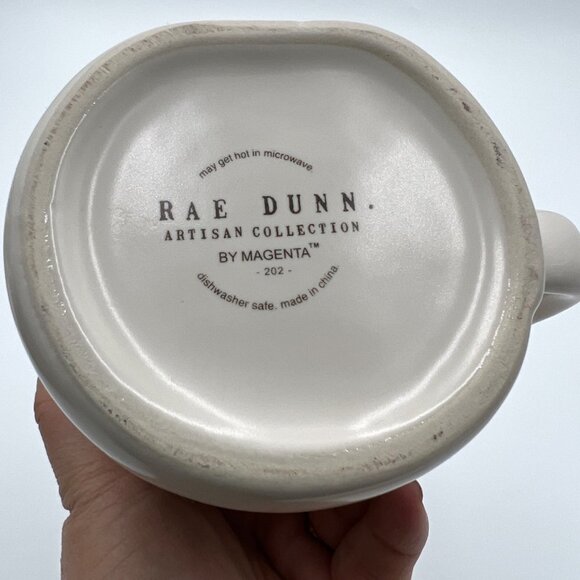 may get hot in microwave.
RAE DUNN.
ARTISAN COLLECTION
BY MAGENTA™
- 202 -
dishwasher safe. made in china.